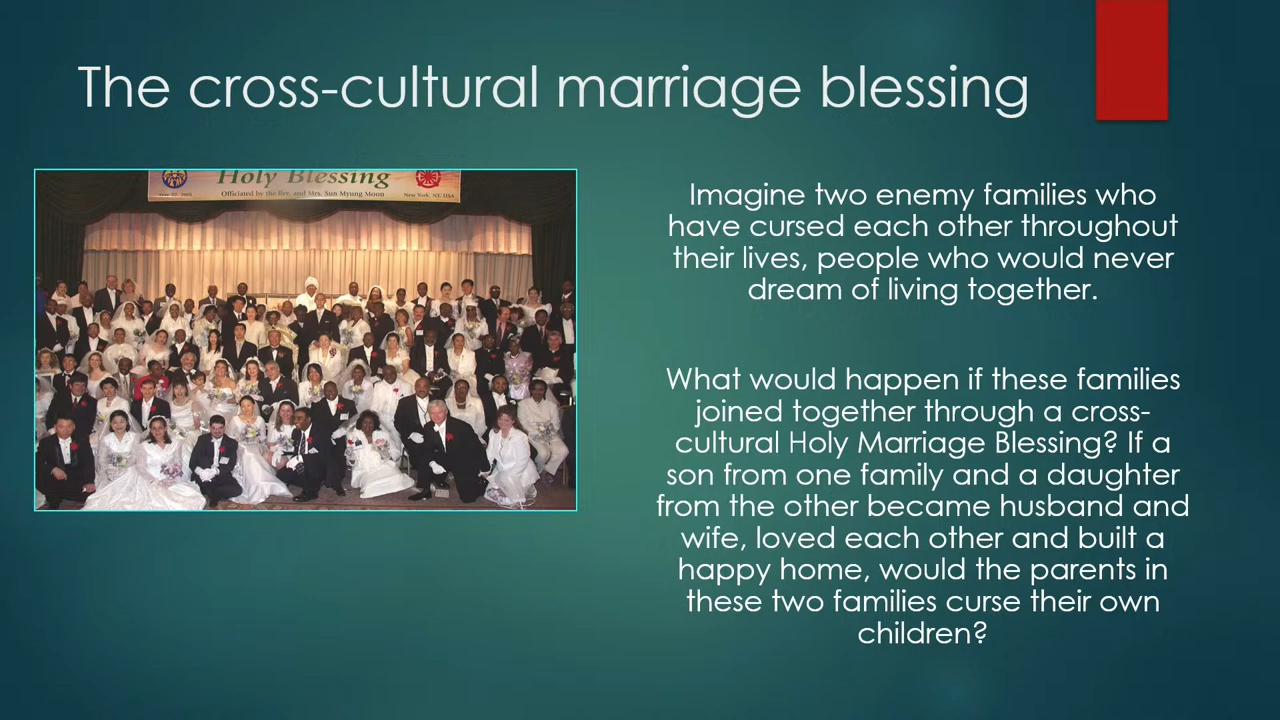 The cross-cultural marriage blessing
Holy Blessing
Officiated by the Rev. and Mrs. Sun Myung Moon
New York, NY, USA
Imagine two enemy families who
have cursed each other throughout
their lives, people who would never
dream of living together.
What would happen if these families
joined together through a cross-
cultural Holy Marriage Blessing? If a
son from one family and a daughter
from the other became husband and
wife, loved each other and built a
happy home, would the parents in
these two families curse their own
children?